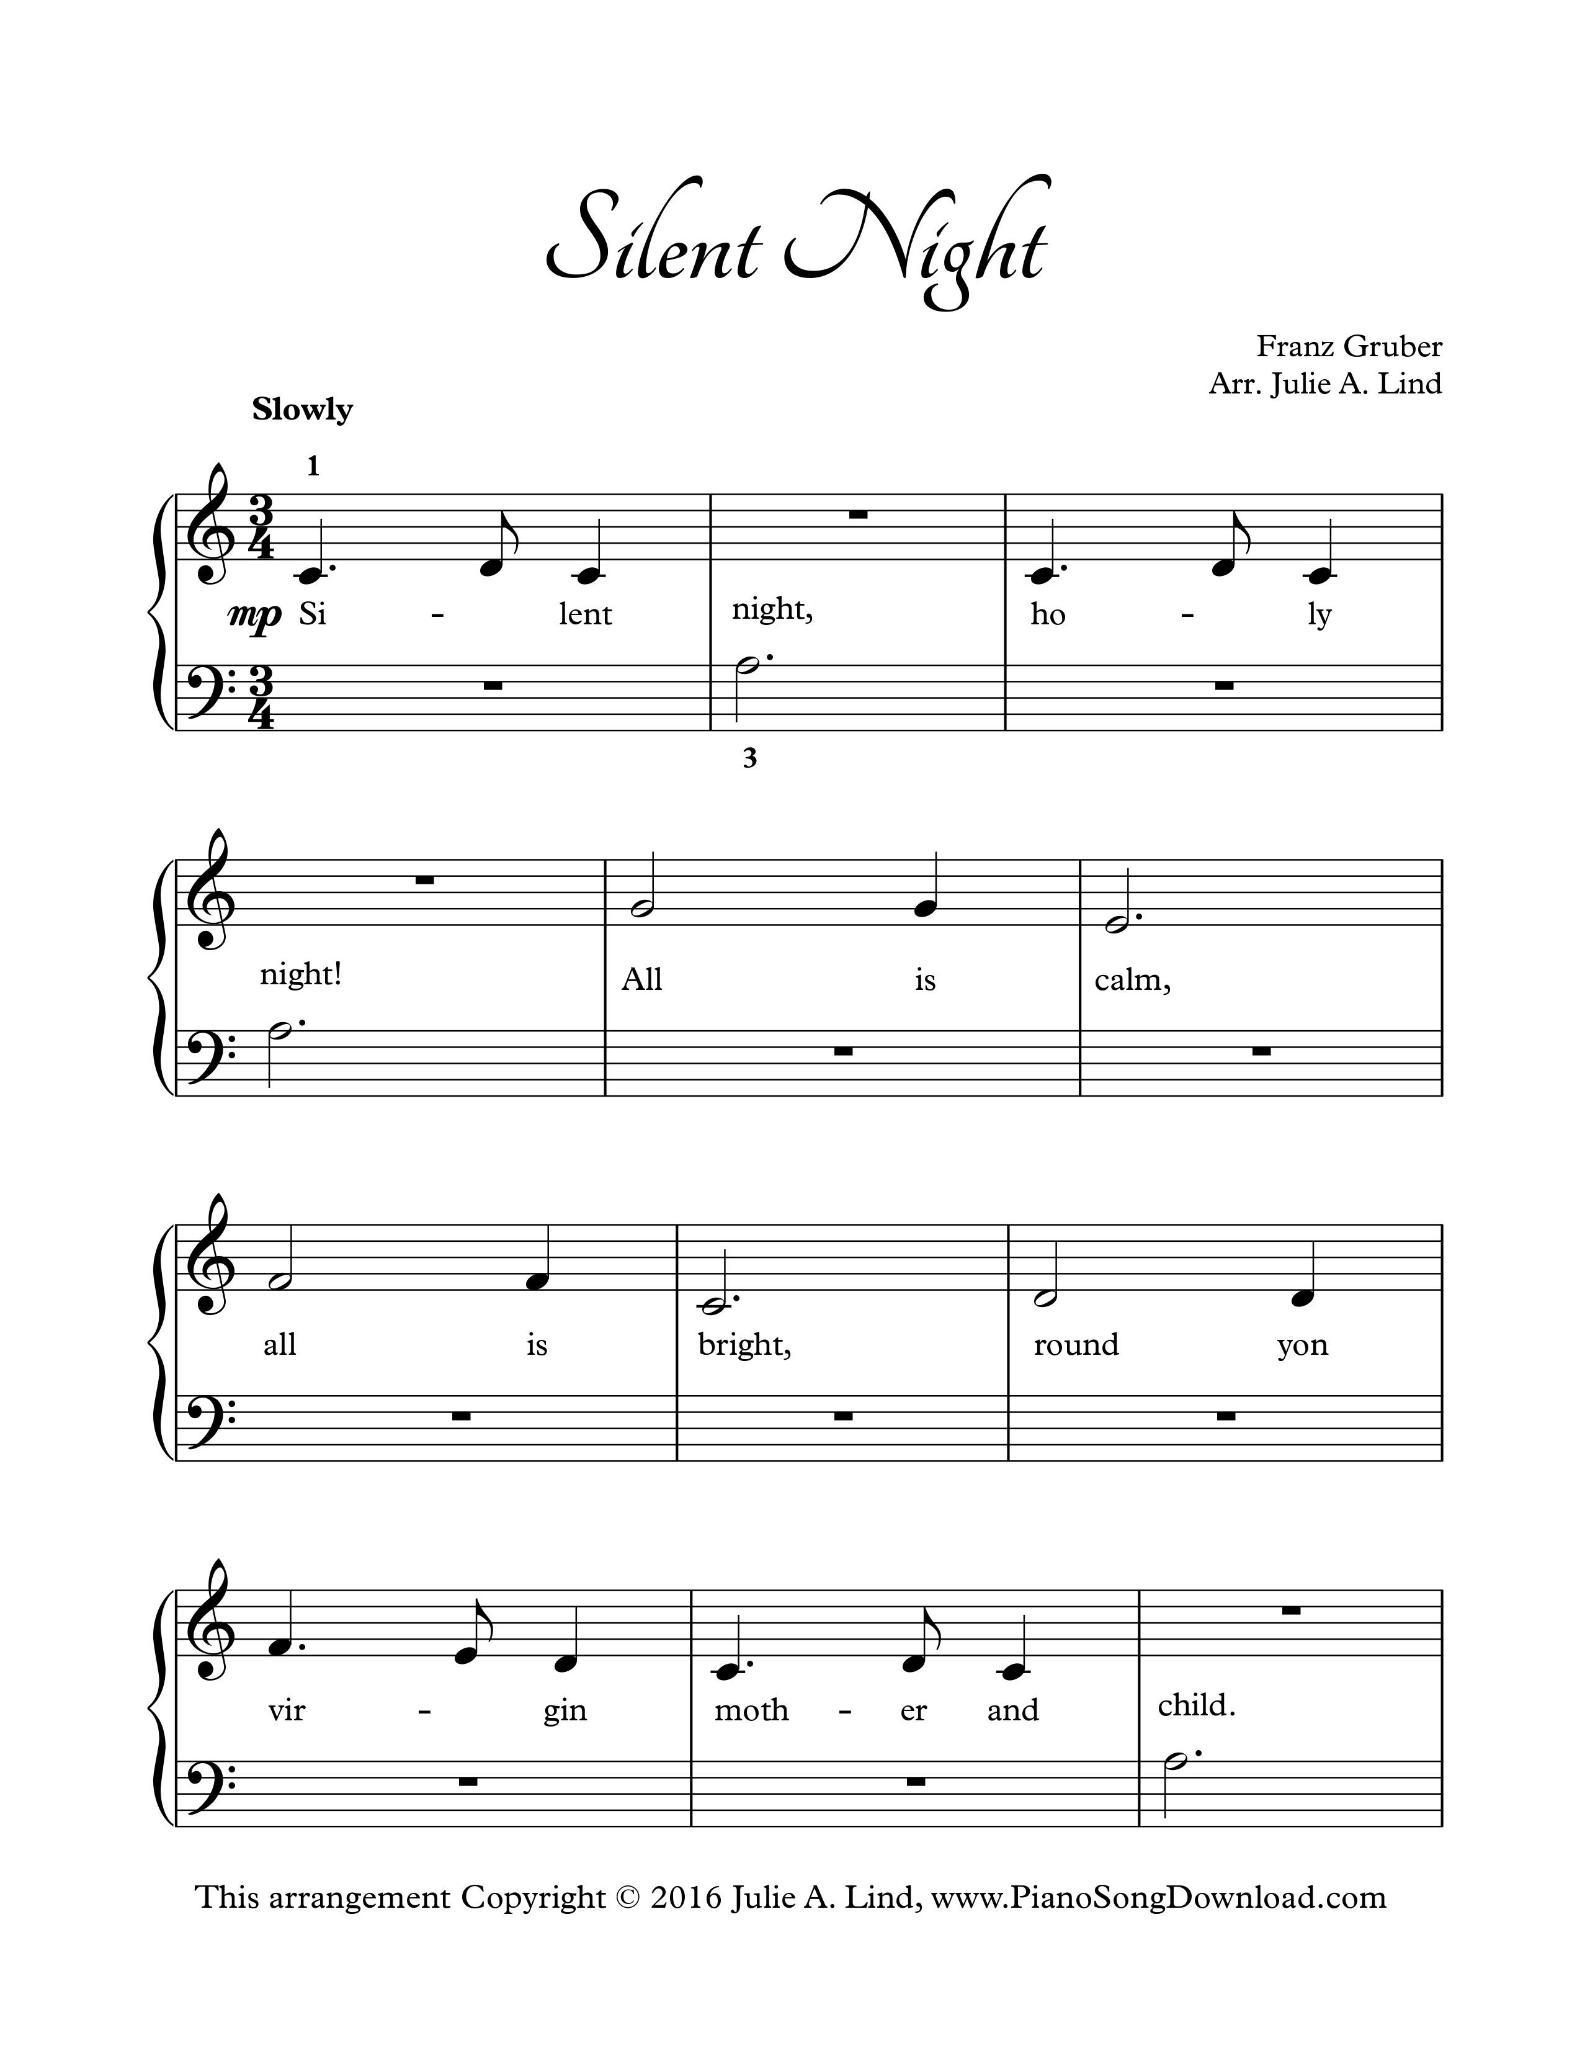 Silent Night
Franz Gruber
Arr. Julie A. Lind
Slowly
1
3 4
mp Si - lent night, ho - ly
3 4
3
night! All is calm,
all is bright, round yon
vir - gin moth - er and child.
This arrangement Copyright © 2016 Julie A. Lind, www.PianoSongDownload.com